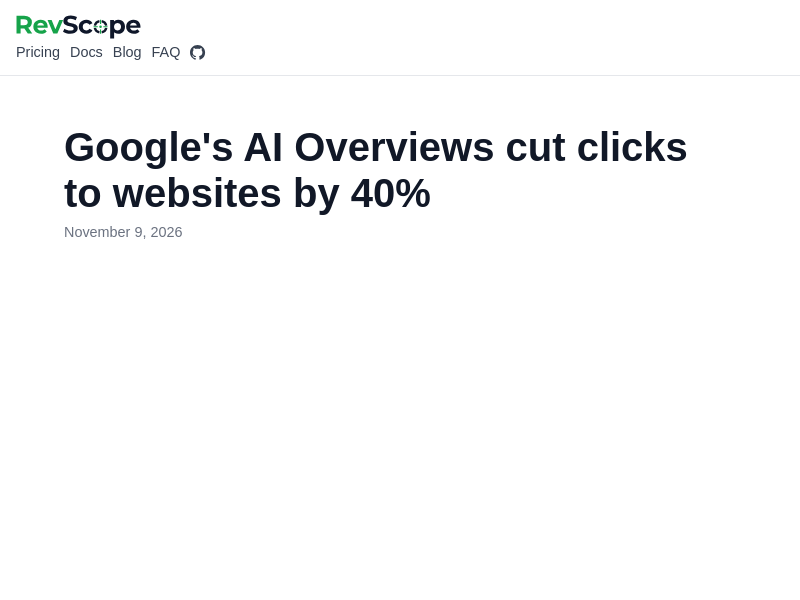 RevScope
Pricing Docs Blog FAQ
Google's AI Overviews cut clicks
to websites by 40%
November 9, 2026